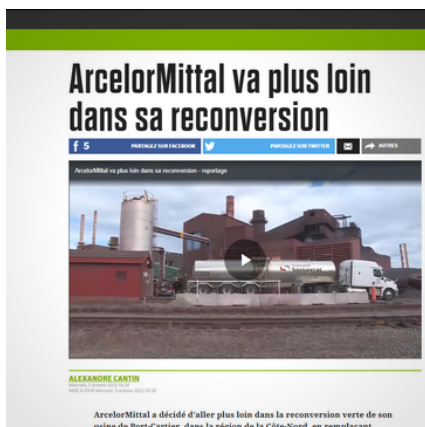 ArcelorMittal va plus loin
dans sa reconversion
5 PARTAGEZ SUR FACEBOOK PARTAGEZ SUR TWITTER AUTRES
ArcelorMittal va plus loin dans sa reconversion - reportage
ALEXANDRE CANTIN
ArcelorMittal a décidé d'aller plus loin dans la reconversion verte de son
usine de Port-Cartier, dans la région de la Côte-Nord, en remplaçant